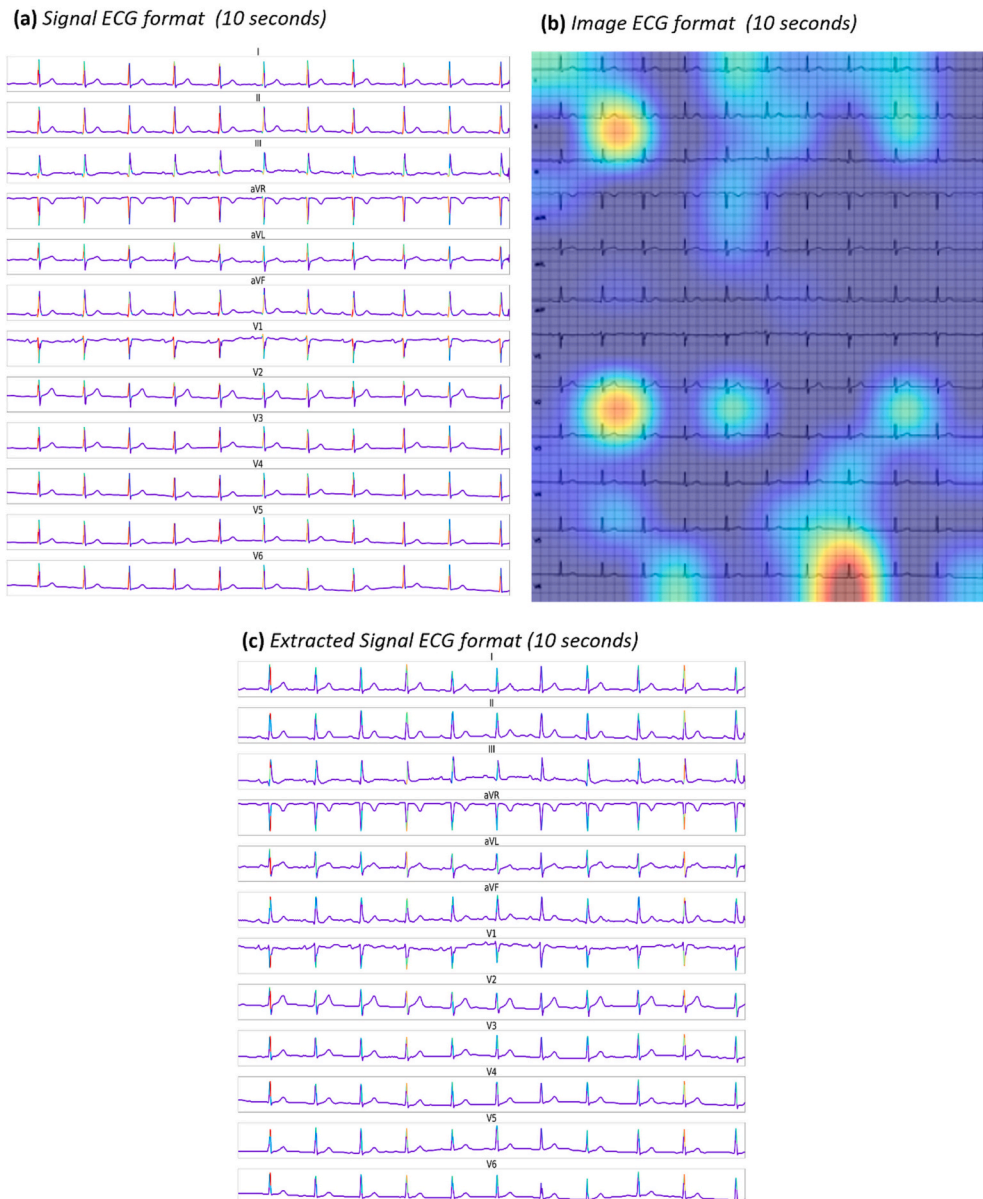 (a) Signal ECG format (10 seconds)
I
II
III
aVR
aVL
aVF
V1
V2
V3
V4
V5
V6
(b) Image ECG format (10 seconds)
(c) Extracted Signal ECG format (10 seconds)
I
II
III
aVR
aVL
aVF
V1
V2
V3
V4
V5
V6